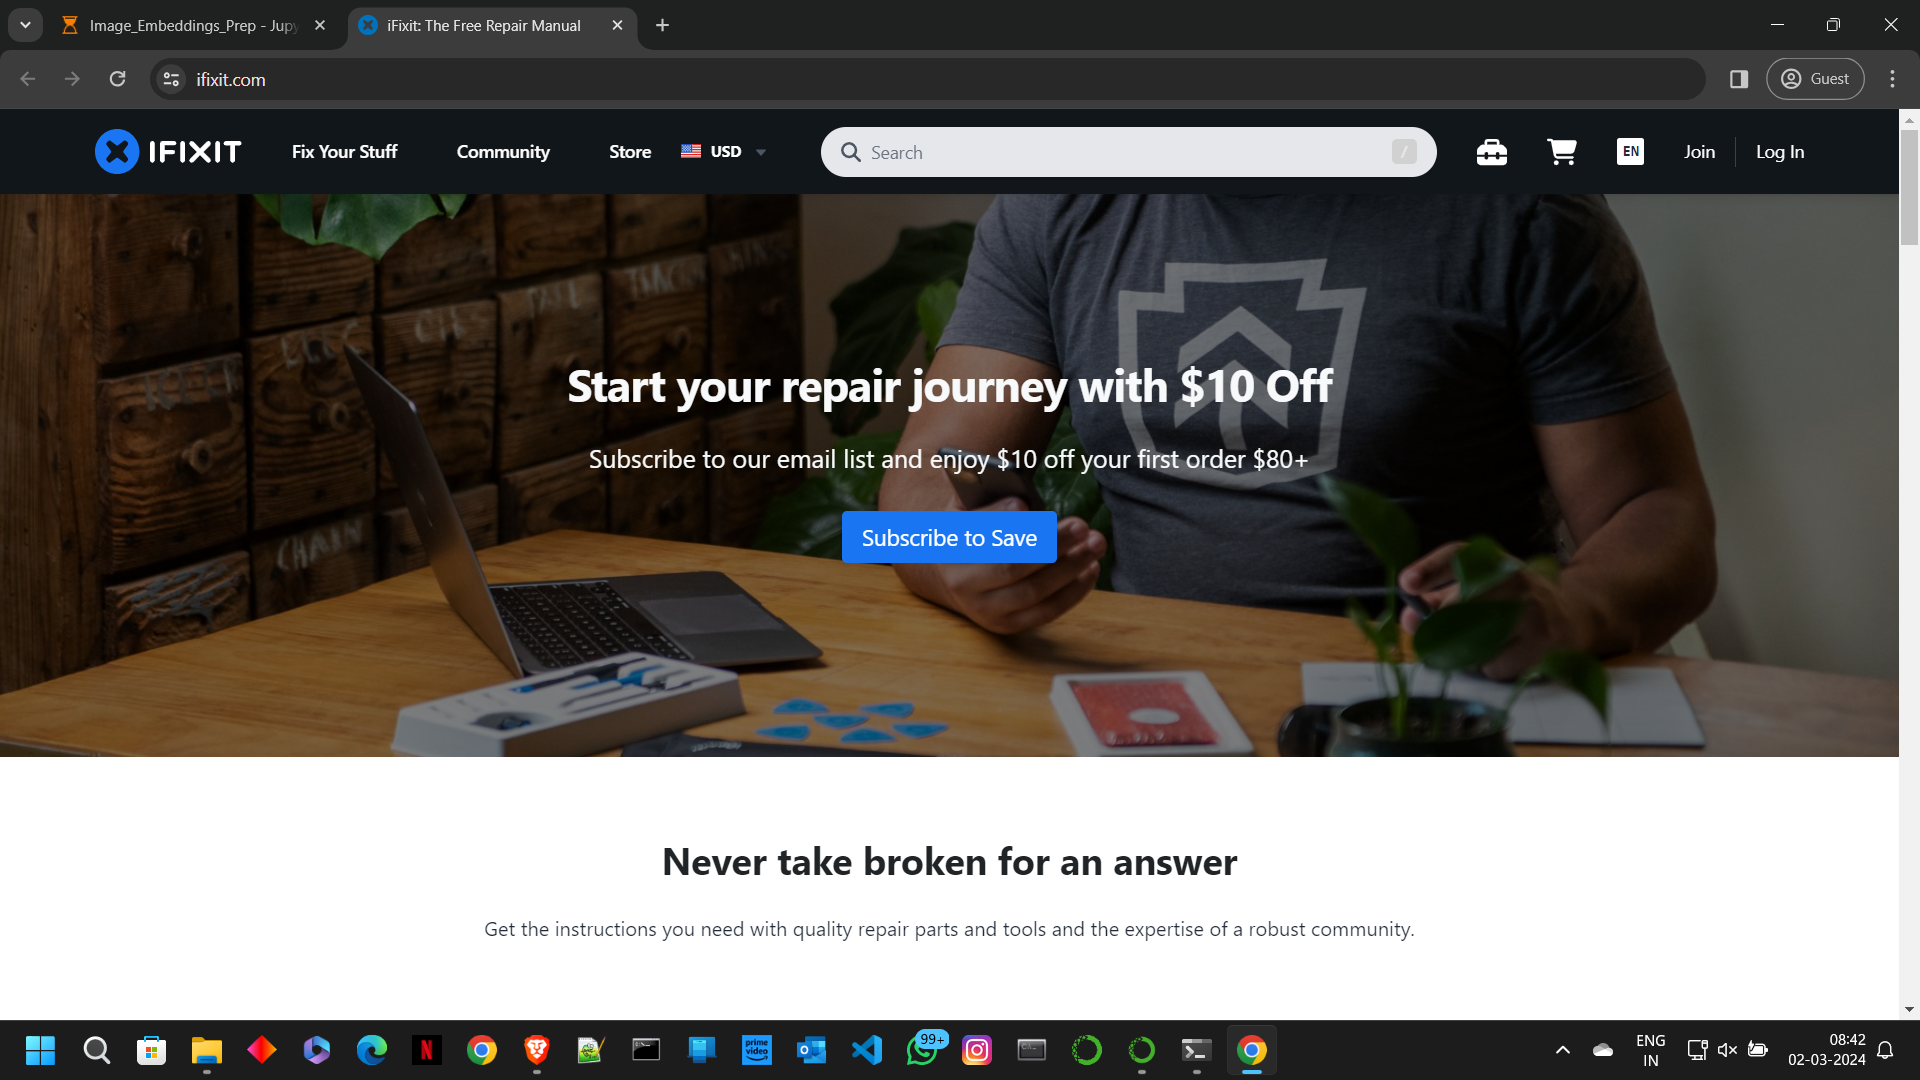 Image_Embeddings_Prep - Jupy
iFixit: The Free Repair Manual
ifixit.com
Guest
IFIXIT
Fix Your Stuff
Community
Store
USD
Search
/
EN
Join
Log In
Start your repair journey with $10 Off
Subscribe to our email list and enjoy $10 off your first order $80+
Subscribe to Save
CHAIN
Never take broken for an answer
Get the instructions you need with quality repair parts and tools and the expertise of a robust community.
prime video
99+
ENG
IN
08:42
02-03-2024